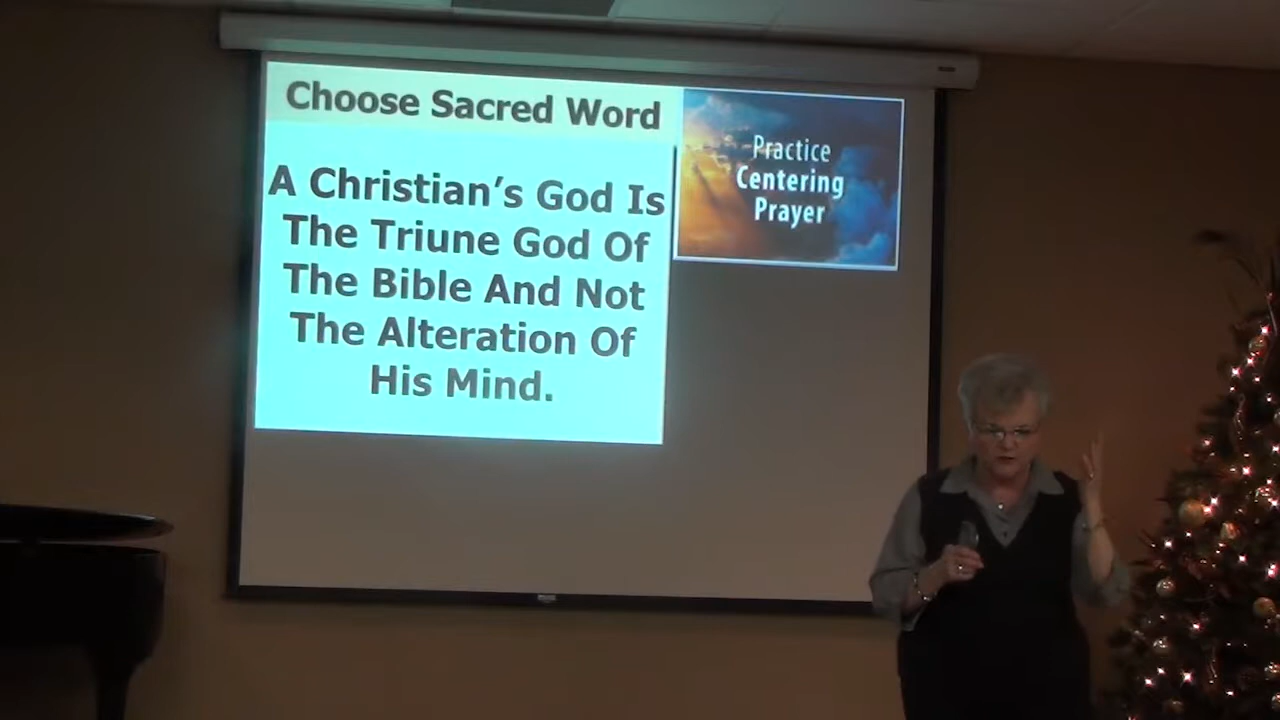 Choose Sacred Word
A Christian's God Is
The Triune God Of
The Bible And Not
The Alteration Of
His Mind.
Practice
Centering
Prayer